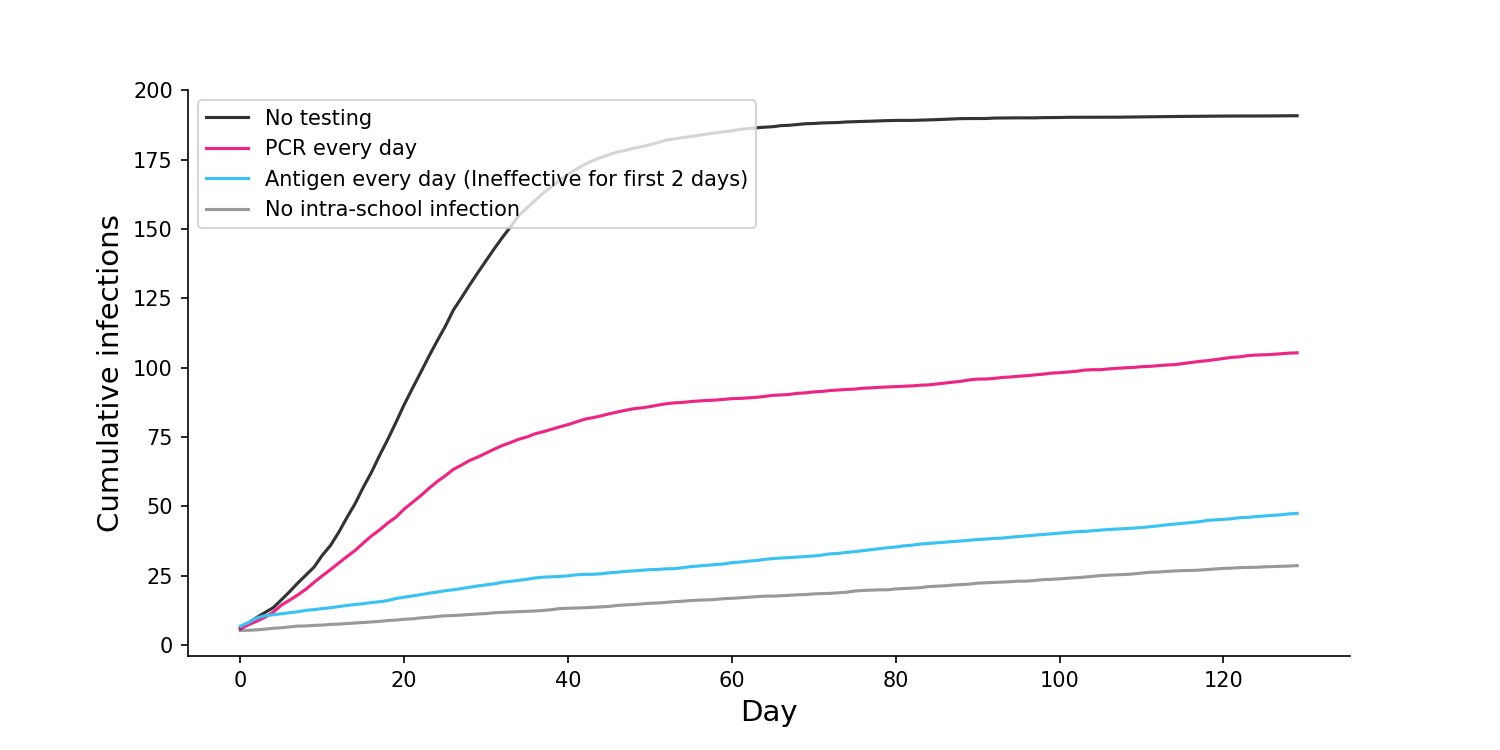 200
175
150
125
100
75
50
25
0
Cumulative infections
No testing
PCR every day
Antigen every day (Ineffective for first 2 days)
No intra-school infection
0 20 40 60 80 100 120
Day